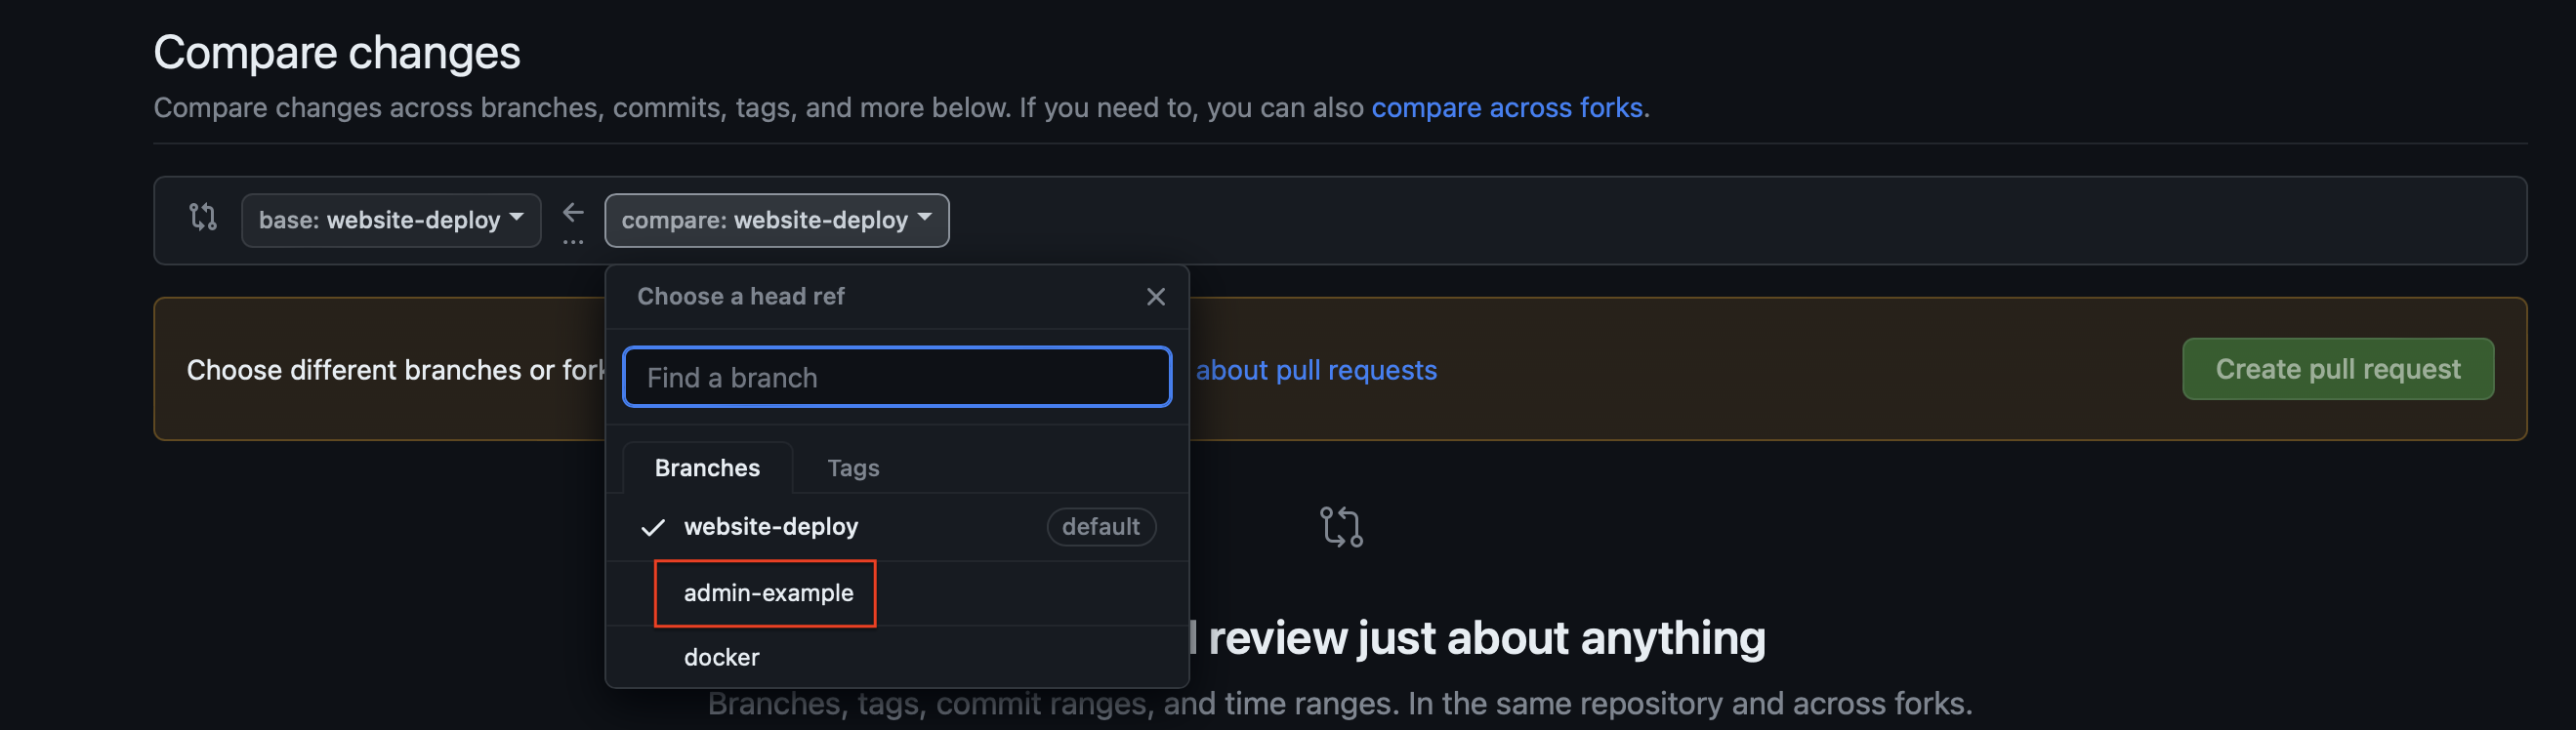 Compare changes
Compare changes across branches, commits, tags, and more below. If you need to, you can also compare across forks.
base: website-deploy
...
compare: website-deploy
Choose a head ref
Choose different branches or
about pull requests
Create pull request
Find a branch
Branches
Tags
website-deploy
default
admin-example
docker
review just about anything
Branches, tags, commit ranges, and time ranges. In the same repository and across forks.